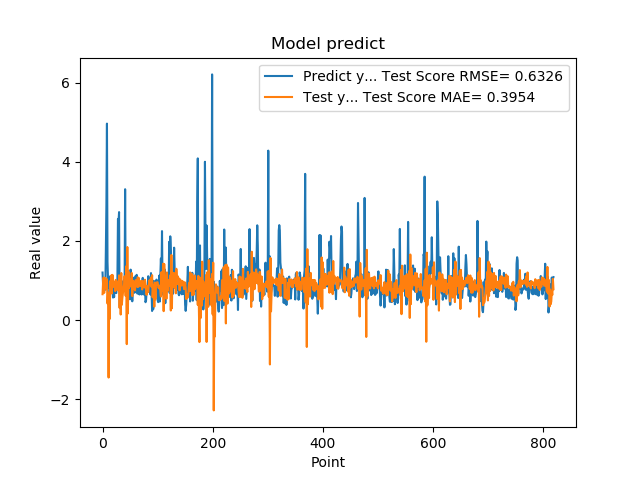 Model predict
Predict y... Test Score RMSE= 0.6326
Test y... Test Score MAE= 0.3954
Real value
6
4
2
0
−2
0 200 400 600 800
Point